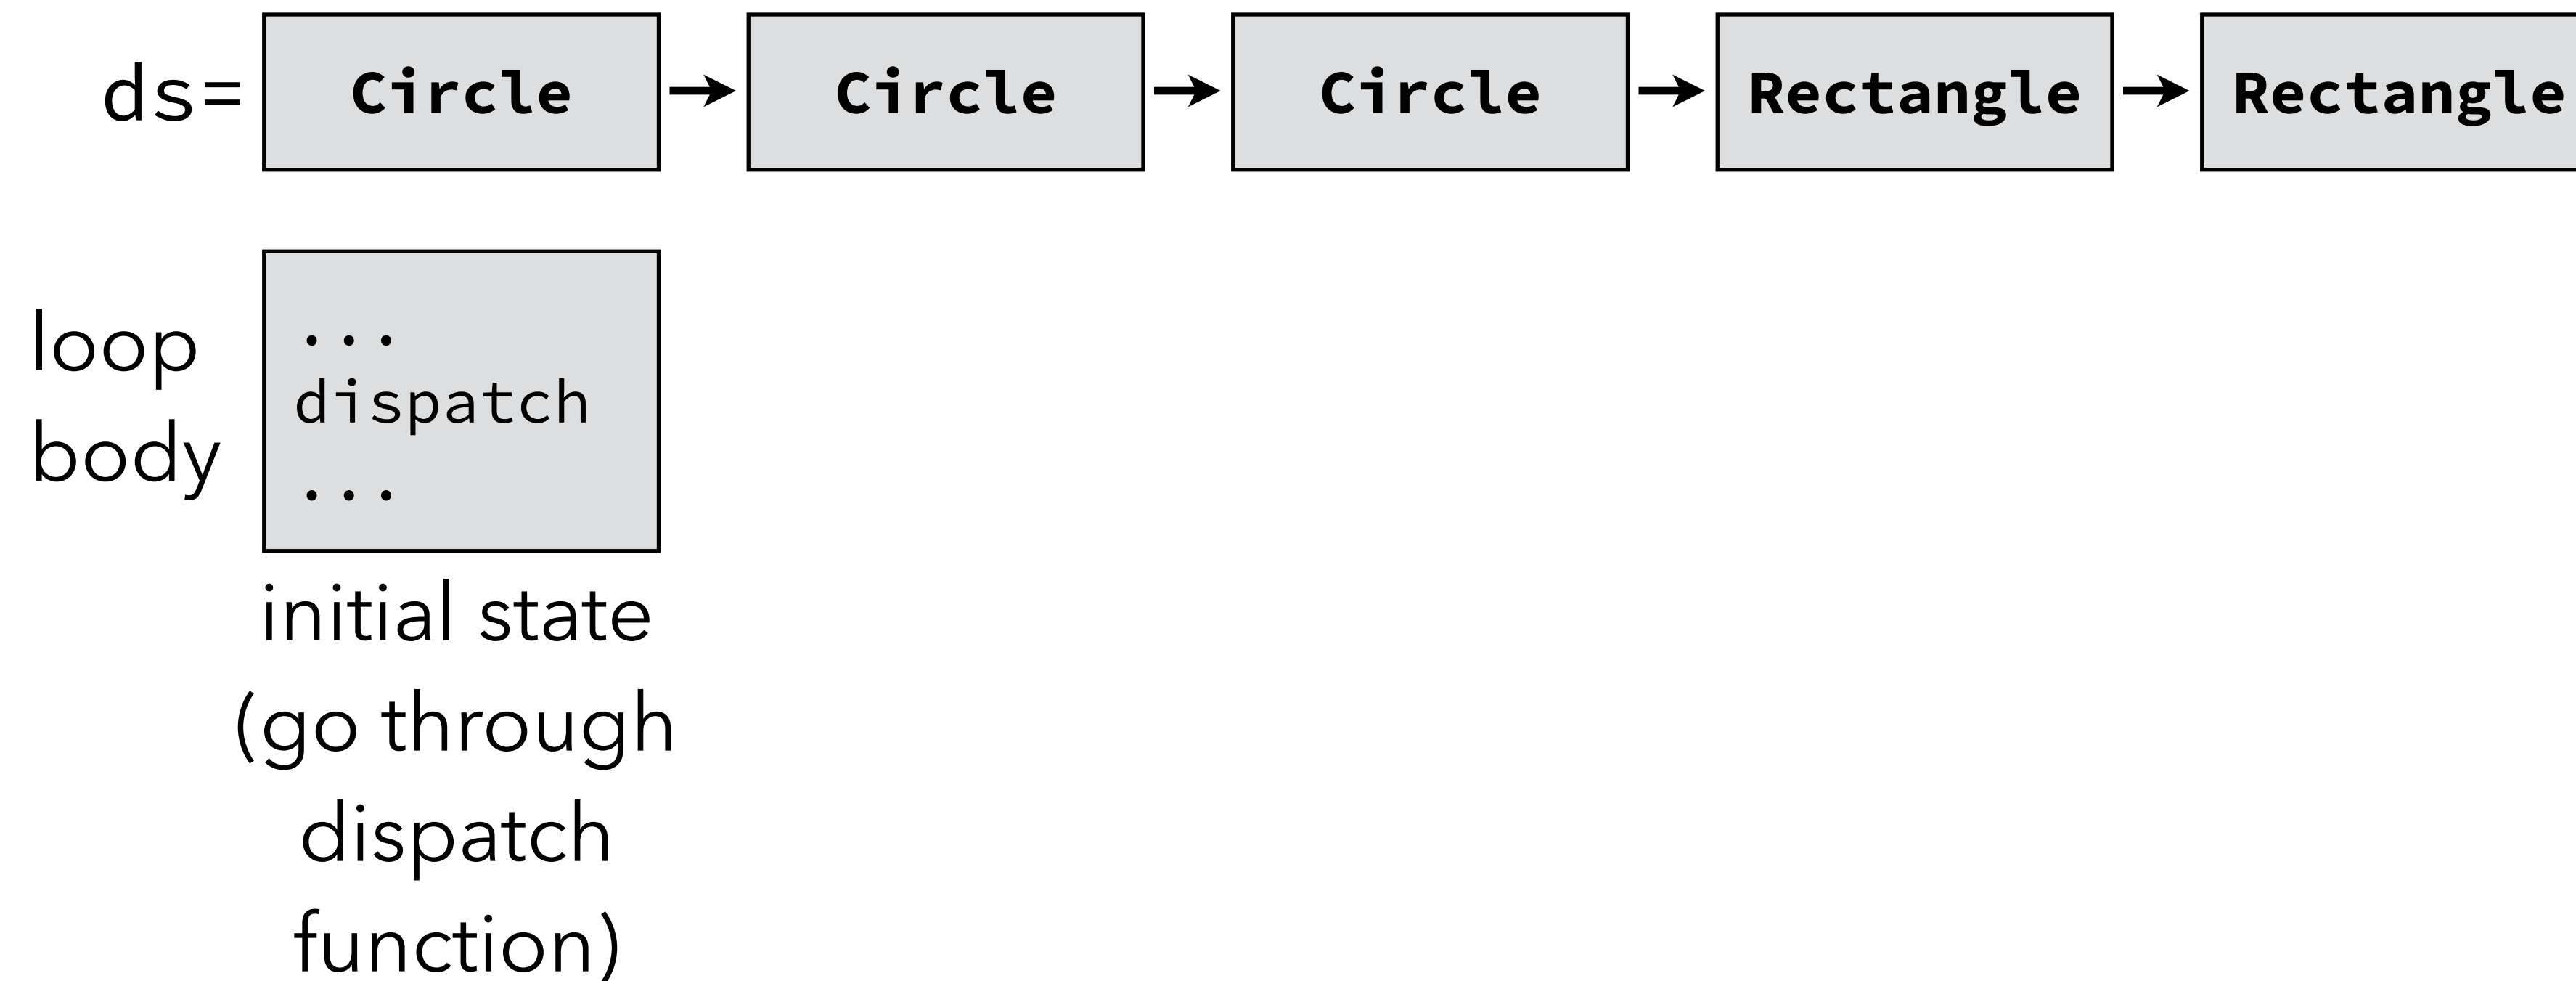 ds= Circle Circle Circle Rectangle Rectangle
loop
body
...
dispatch
...
initial state
(go through
dispatch
function)